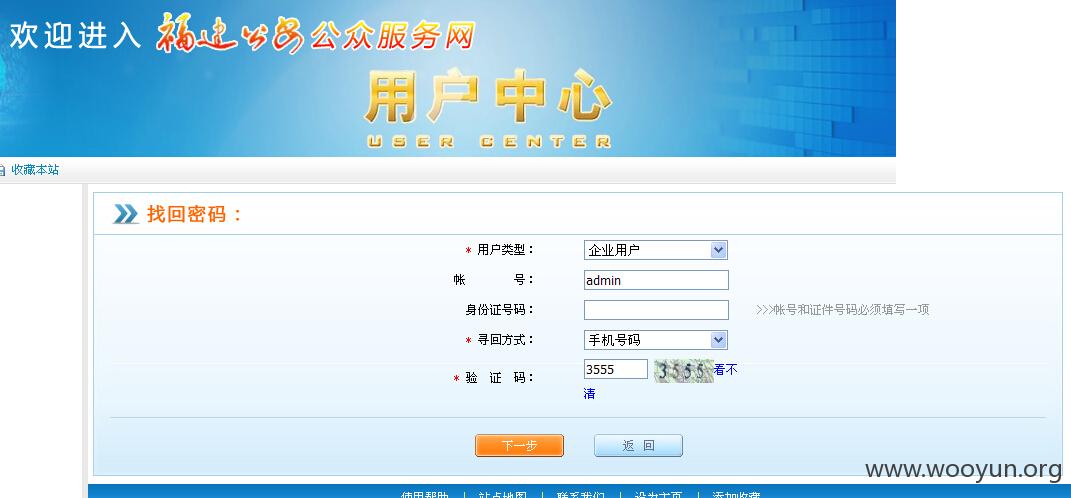 欢迎进入 福建公安公众服务网
用户中心
USER CENTER
收藏本站
找回密码：
* 用户类型： 企业用户
帐 号： admin
身份证号码： >>>帐号和证件号码必须填写一项
* 寻回方式： 手机号码
* 验 证 码： 3555 3555 看不
清
下一步 返 回
www.wooyun.org
使用帮助 | 站点地图 | 联系我们 | 设为主页 | 添加收藏